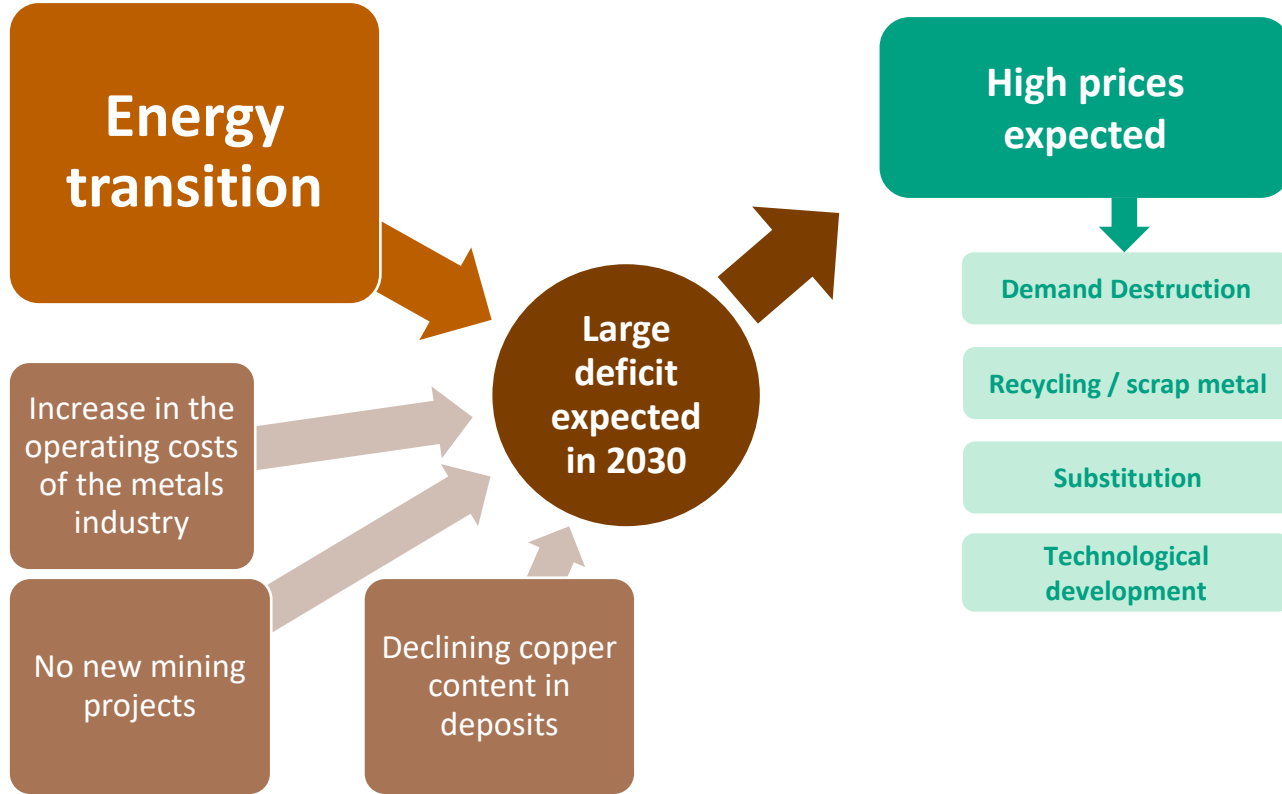 Energy
transition
High prices
expected
Large
deficit
expected
in 2030
Increase in the
operating costs
of the metals
industry
No new mining
projects
Declining copper
content in
deposits
Demand Destruction
Recycling / scrap metal
Substitution
Technological
development